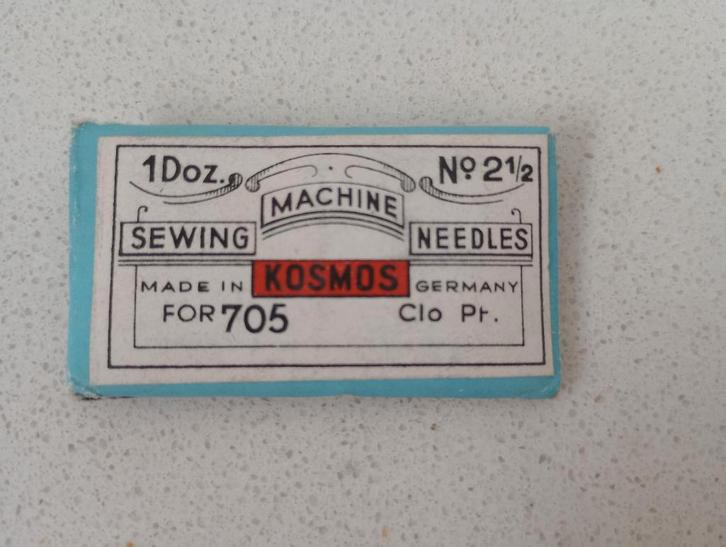 1Doz. Nº 2½
MACHINE
SEWING NEEDLES
MADE IN KOSMOS GERMANY
FOR 705 Clo Pt.